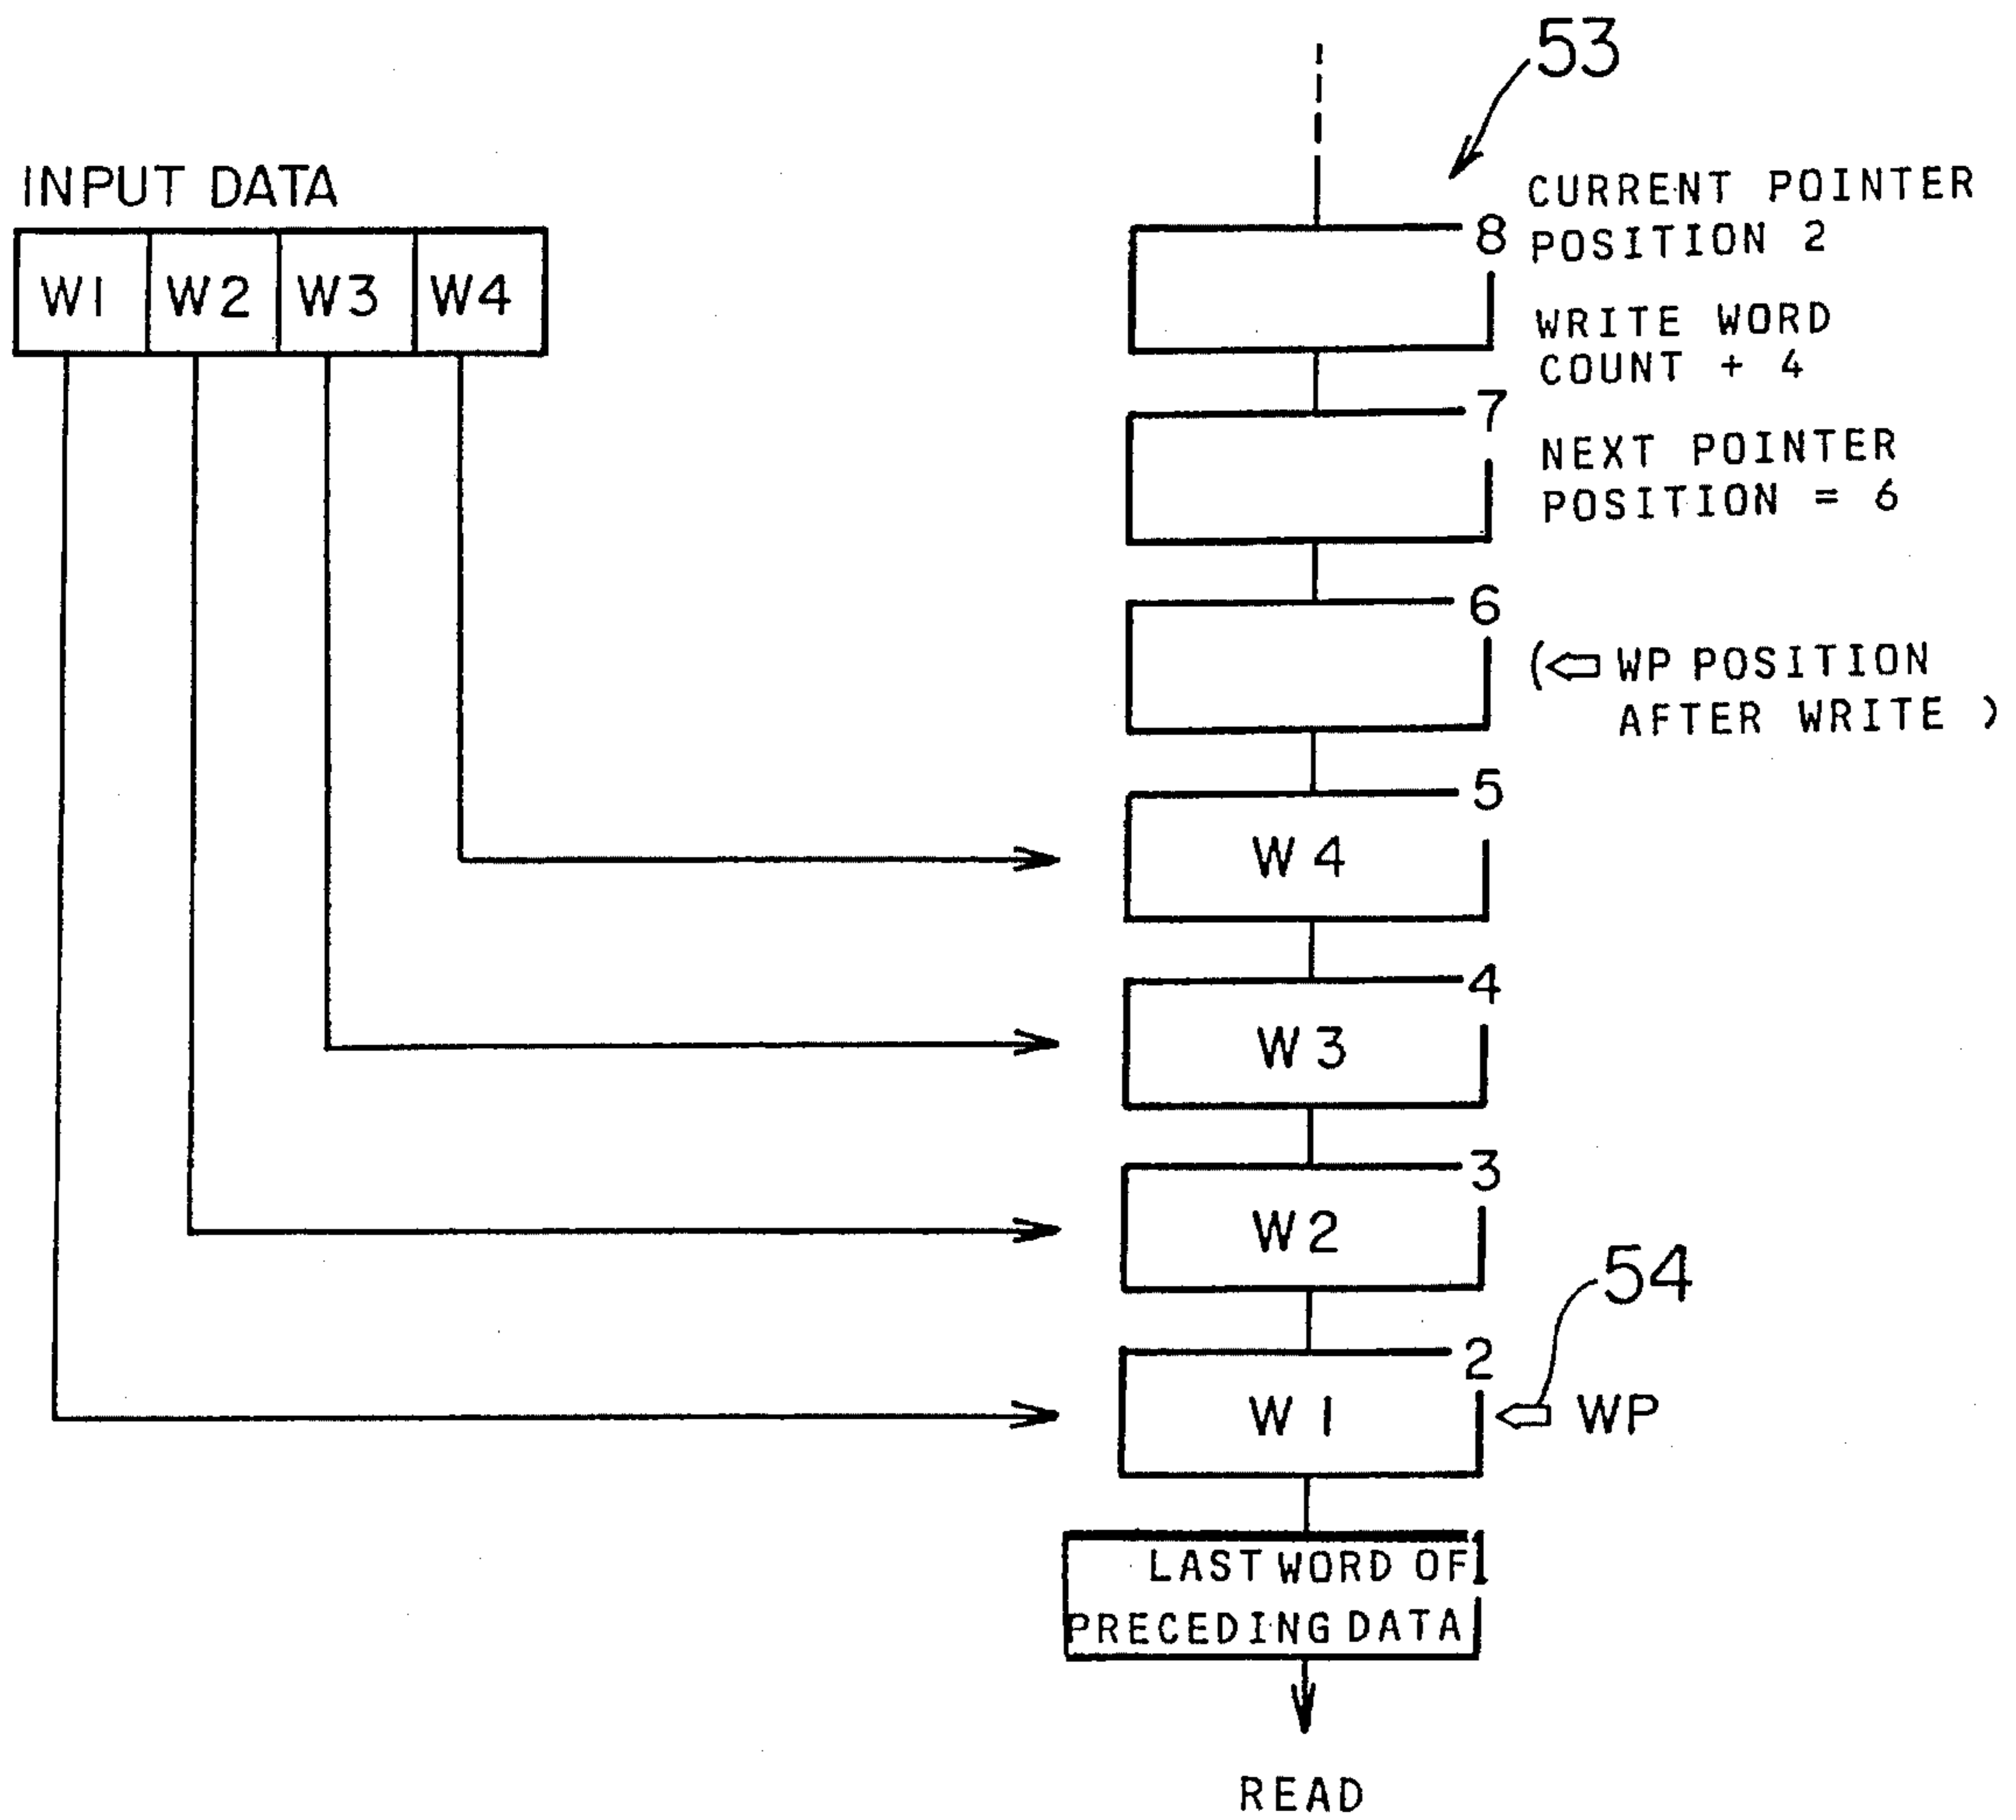 53
INPUT DATA
W1 W2 W3 W4
8
CURRENT POINTER
POSITION 2
WRITE WORD
COUNT + 4
7
NEXT POINTER
POSITION = 6
6
(⇦ WP POSITION
AFTER WRITE )
5
W4
4
W3
3
W2
54
2
W1
⇦ WP
1
LAST WORD OF
PRECEDING DATA
READ